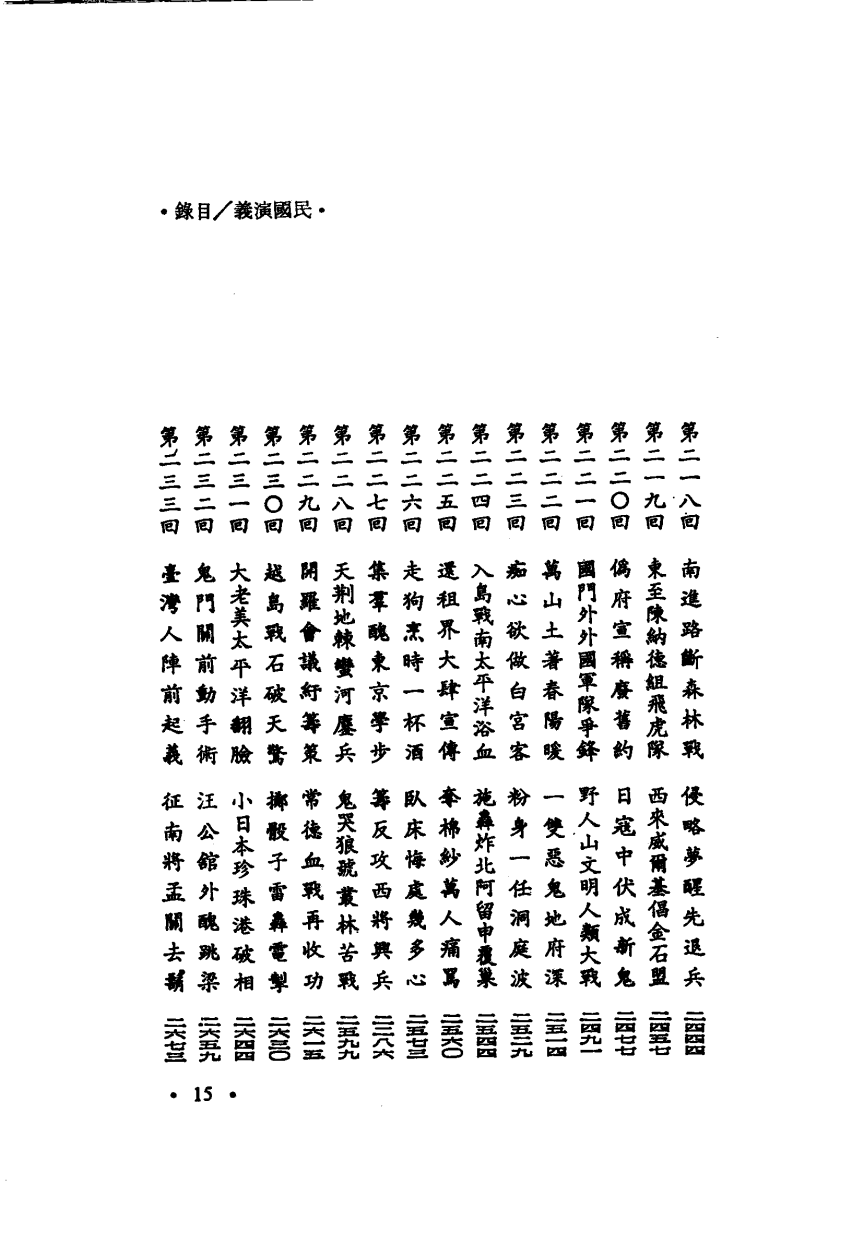 •民國演義／目錄•
第二一八回 南進路斷森林戰 侵略夢醒先退兵 二四四四
第二一九回 東至陳納德組飛虎隊 西來威爾基倡金石盟 二四五七
第二二〇回 偽府宣稱廢舊約 日寇中伏成新鬼 二四七七
第二二一回 國門外外國軍隊爭鋒 野人山文明人類大戰 二四九一
第二二二回 萬山土著春陽暖 一雙惡鬼地府深 二五一四
第二二三回 痴心欲做白宮客 粉身一任洞庭波 二五二九
第二二四回 入島戰南太平洋浴血 施轟炸北阿留申覆巢 二五四四
第二二五回 還租界大肆宣傳 奪棉紗萬人痛罵 二五六〇
第二二六回 走狗烹時一杯酒 臥床悔處幾多心 二五七三
第二二七回 集羣醜東京學步 籌反攻西將興兵 二五八六
第二二八回 天荆地棘蠻河鏖兵 鬼哭狼號叢林苦戰 二五九九
第二二九回 開羅會議紆籌策 常德血戰再收功 二六一五
第二三〇回 越島戰石破天驚 擲骰子雷轟電掣 二六三〇
第二三一回 大老美太平洋翻臉 小日本珍珠港破相 二六四四
第二三二回 鬼門關前動手術 汪公館外醜跳梁 二六五九
第二三三回 臺灣人陣前起義 征南將孟關去鬍 二六七三
• 15 •